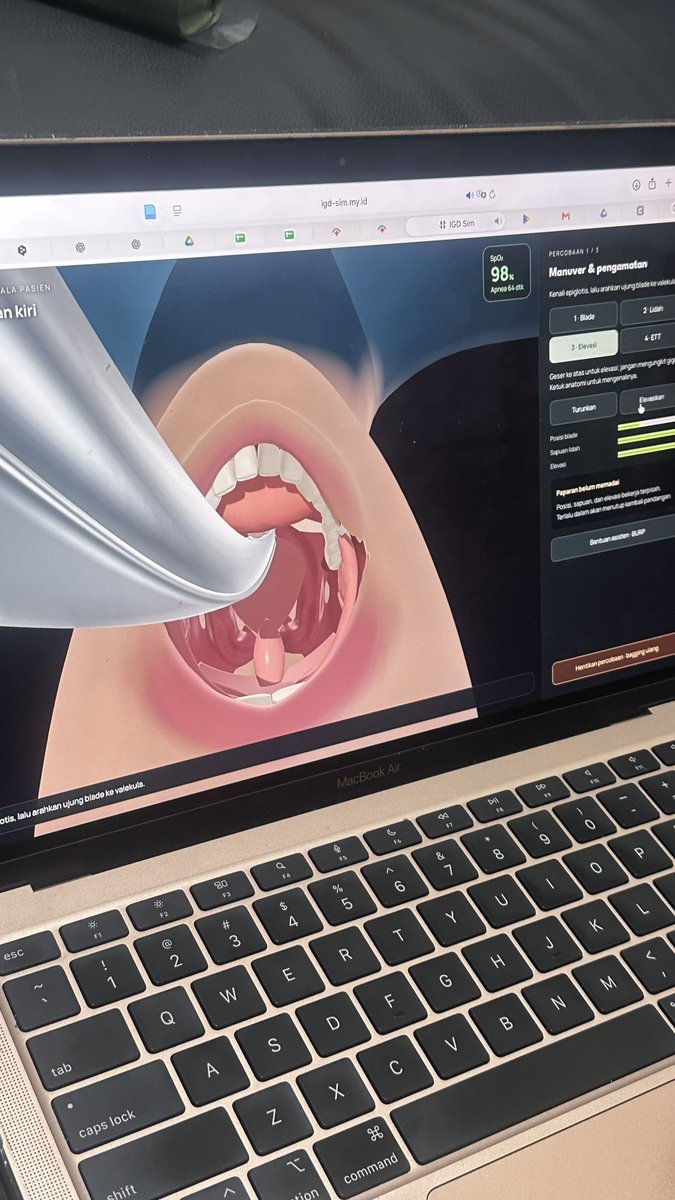 igd-sim.my.id
IGD Sim
ALA PASIEN
an kiri
SpO₂
98%
Apnea 64 dtk
PERCOBAAN 1 / 3
Manuver & pengamatan
Kenali epiglotis, lalu arahkan ujung blade ke valekula
1 · Blade
2 · Lidah
3 · Elevasi
4 · ETT
Geser ke atas untuk elevasi; jangan mengungkit gigi
Ketuk anatomi untuk mengenalinya.
Turunkan
Elevasikan
Posisi blade
Sapuan lidah
Elevasi
Paparan belum memadai
Posisi, sapuan, dan elevasi bekerja terpisah.
Terlalu dalam akan menutup kembali pandangan
Bantuan asisten · BURP
Hentikan percobaan · bagging ulang
otis, lalu arahkan ujung blade ke valekula.
MacBook Air
esc
F1
F2
F3
F4
F5
F6
F7
F8
F9
F10
F11
~ `
! 1
@ 2
# 3
$ 4
% 5
^ 6
& 7
* 8
( 9
) 0
_ -
+
tab
Q W E R T Y U I O P
caps lock
A S D F G H J K L
shift
Z X C V B N M < ,
^
⌥
tion
⌘
command